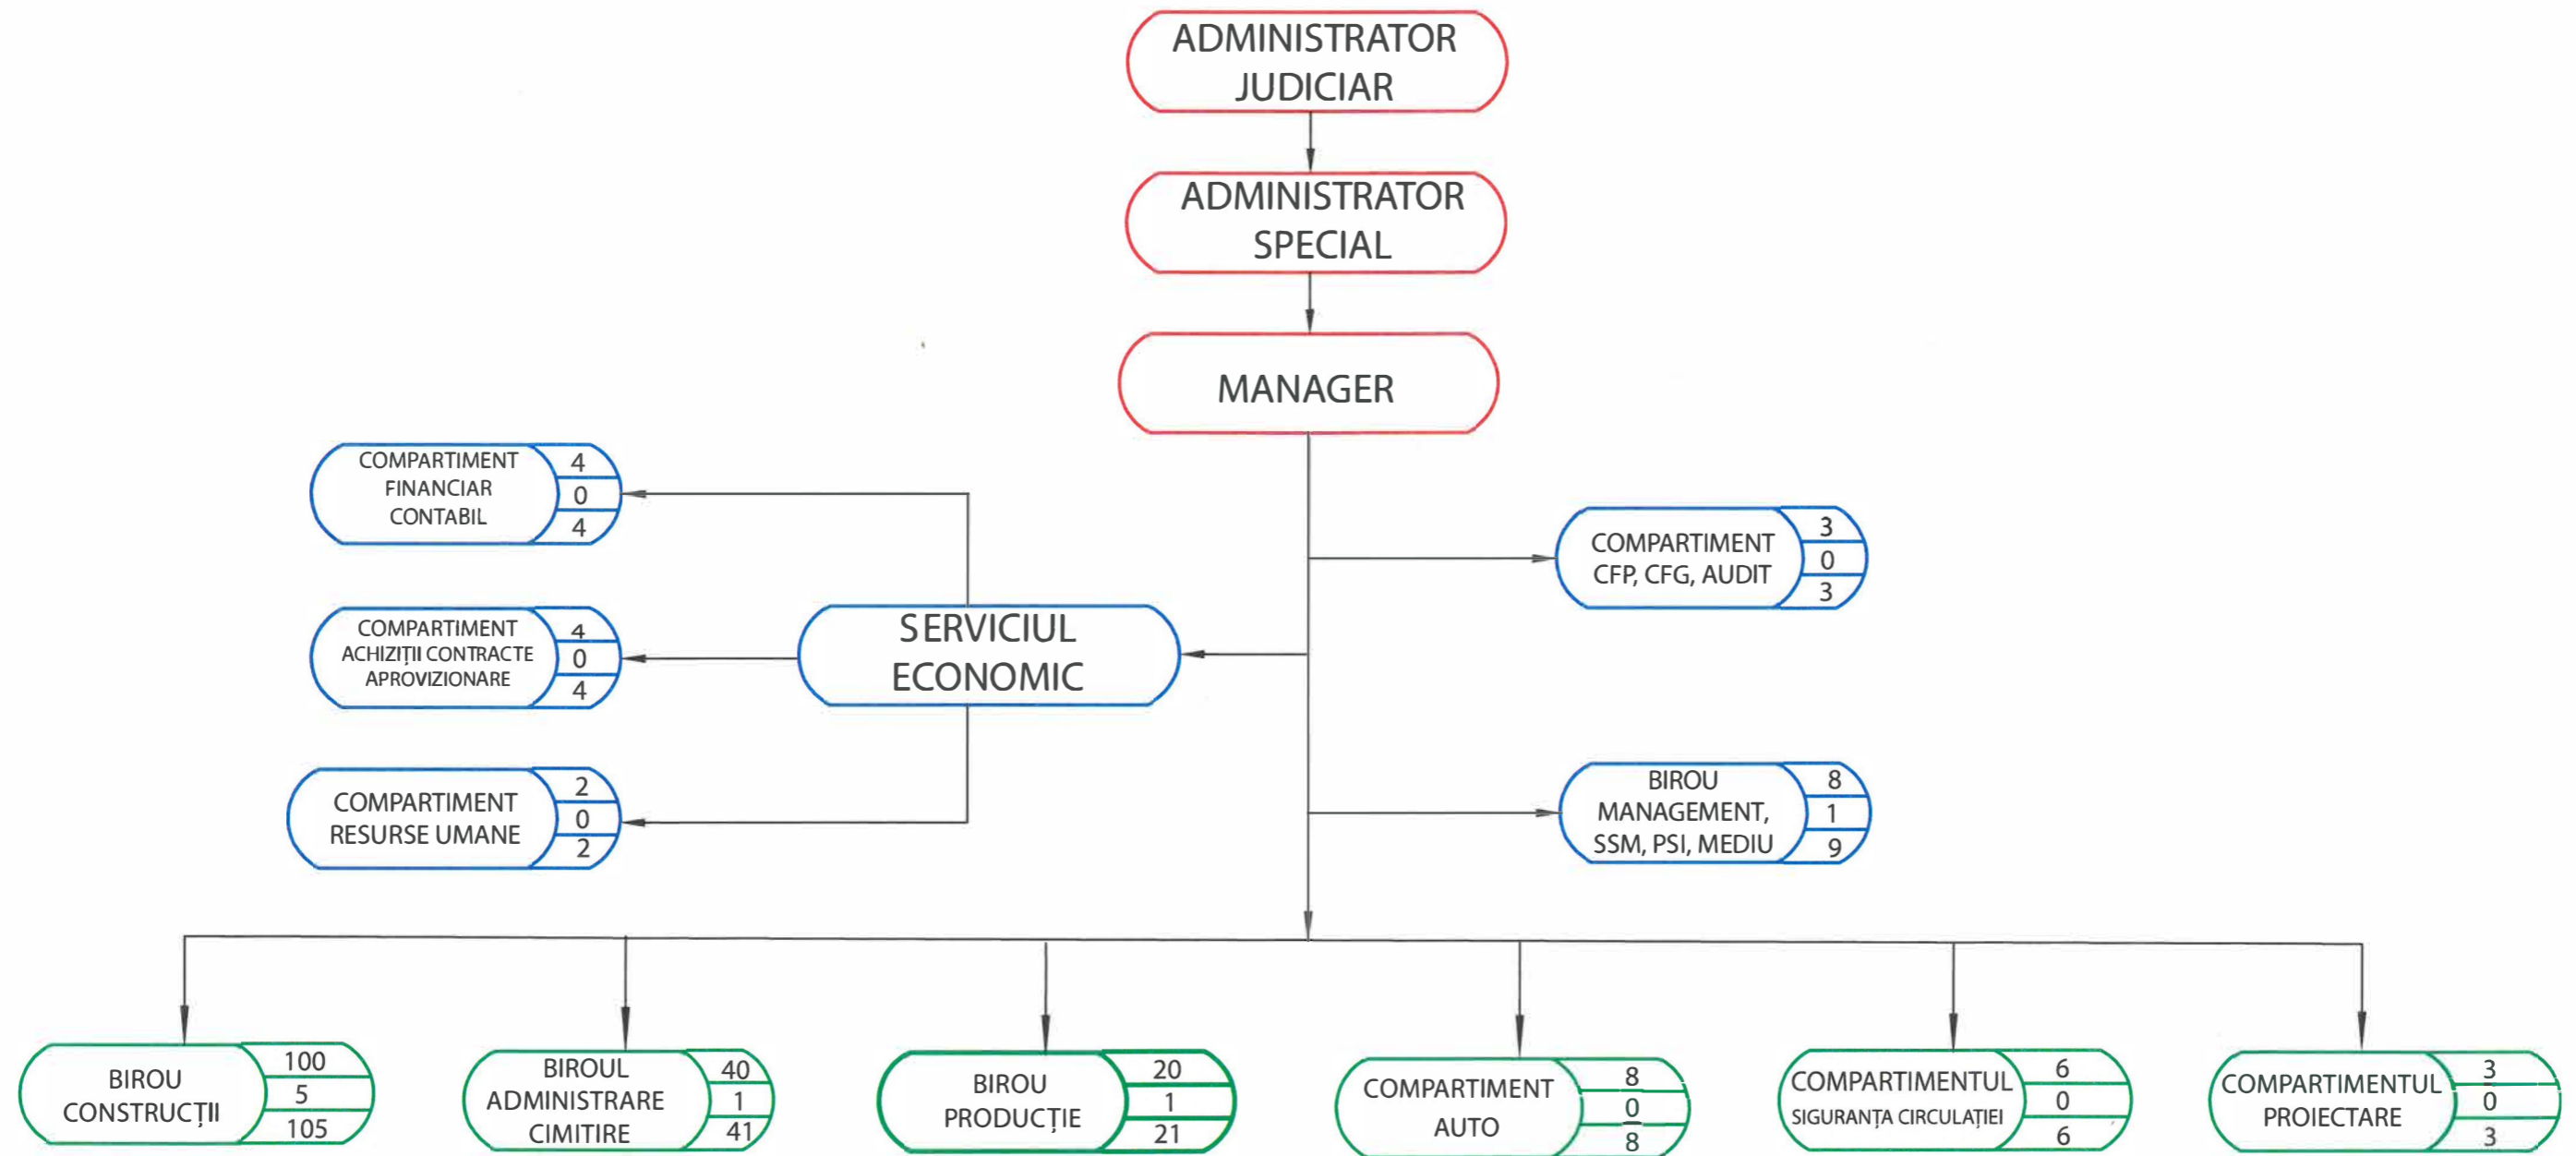 ADMINISTRATOR
JUDICIAR
ADMINISTRATOR
SPECIAL
MANAGER
COMPARTIMENT
FINANCIAR
CONTABIL
4
0
4
COMPARTIMENT
CFP, CFG, AUDIT
3
0
3
COMPARTIMENT
ACHIZIȚII CONTRACTE
APROVIZIONARE
4
0
4
SERVICIUL
ECONOMIC
COMPARTIMENT
RESURSE UMANE
2
0
2
BIROU
MANAGEMENT,
SSM, PSI, MEDIU
8
1
9
BIROU
CONSTRUCȚII
100
5
105
BIROUL
ADMINISTRARE
CIMITIRE
40
1
41
BIROU
PRODUCȚIE
20
1
21
COMPARTIMENT
AUTO
8
0
8
COMPARTIMENTUL
SIGURANȚA CIRCULAȚIEI
6
0
6
COMPARTIMENTUL
PROIECTARE
3
0
3